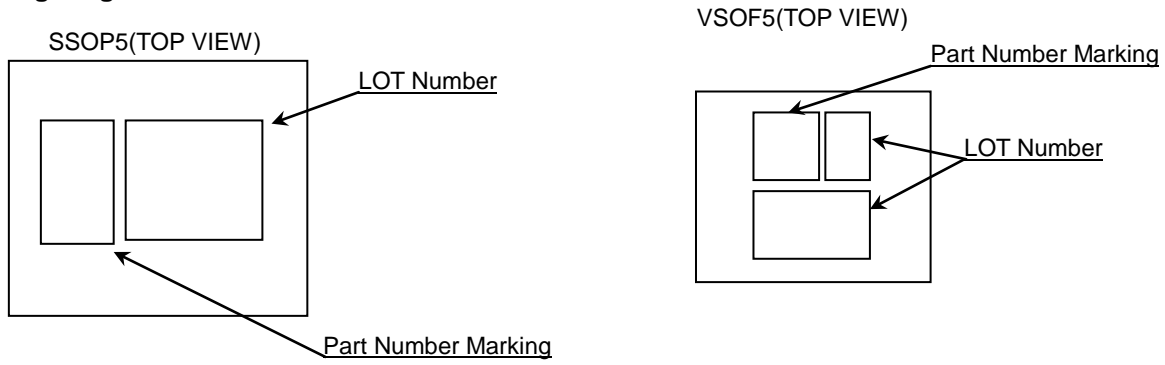 SSOP5(TOP VIEW)
LOT Number
Part Number Marking
VSOF5(TOP VIEW)
Part Number Marking
LOT Number